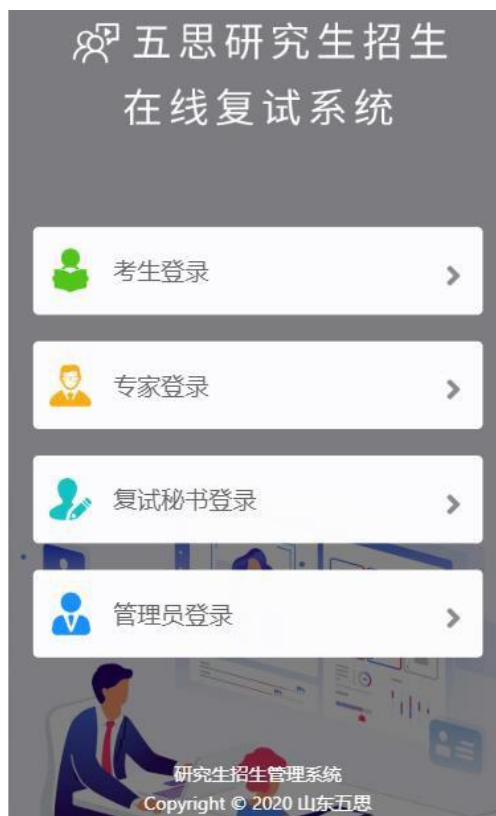 五思研究生招生
在线复试系统
考生登录
专家登录
复试秘书登录
管理员登录
研究生招生管理系统
Copyright © 2020 山东五思